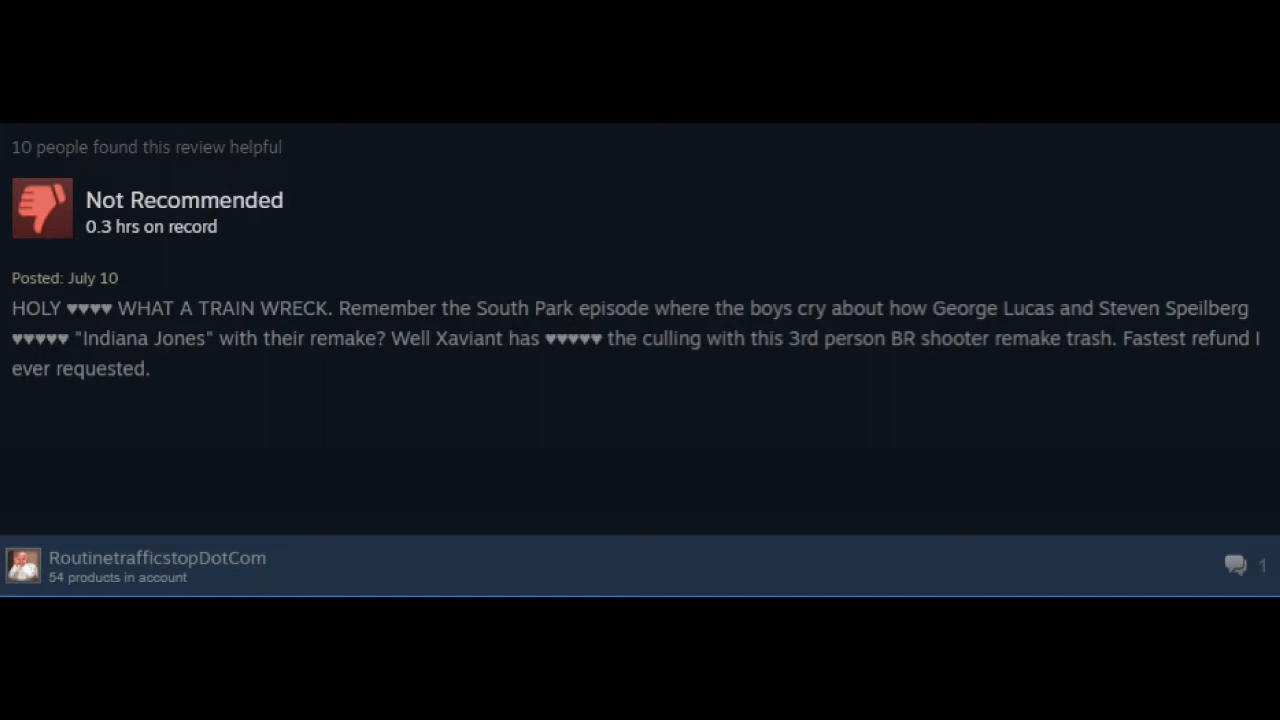 10 people found this review helpful
Not Recommended
0.3 hrs on record
Posted: July 10
HOLY ♥♥♥♥ WHAT A TRAIN WRECK. Remember the South Park episode where the boys cry about how George Lucas and Steven Speilberg
♥♥♥♥♥ "Indiana Jones" with their remake? Well Xaviant has ♥♥♥♥♥ the culling with this 3rd person BR shooter remake trash. Fastest refund I
ever requested.
RoutinetrafficstopDotCom
54 products in account
1